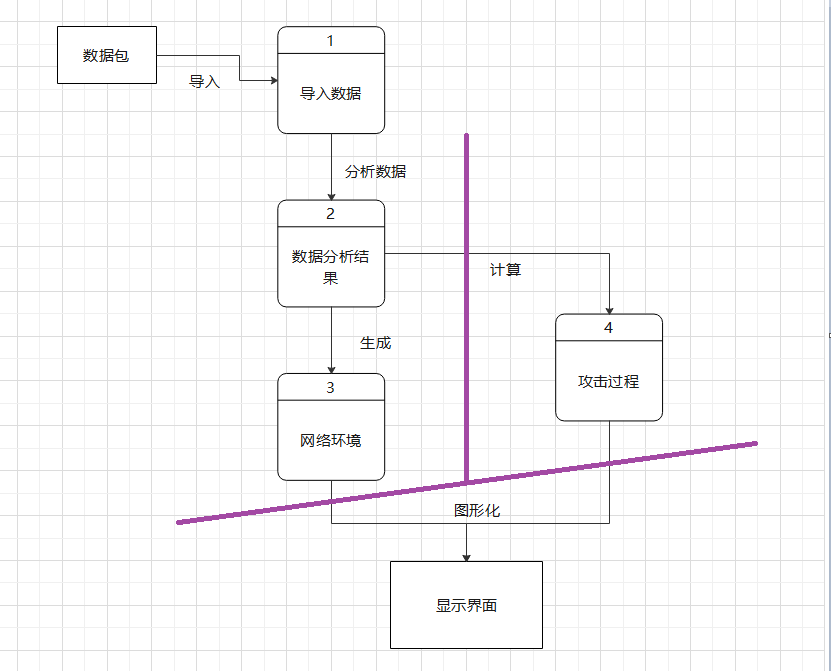 数据包
导入
1
导入数据
分析数据
2
数据分析结
果
计算
生成
4
攻击过程
3
网络环境
图形化
显示界面